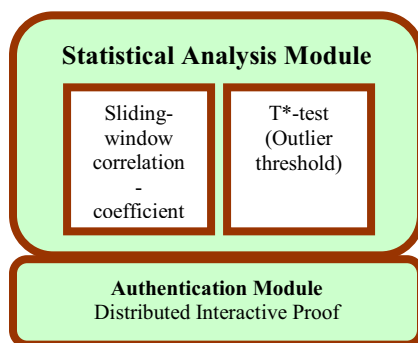 Statistical Analysis Module
Sliding-
window
correlation
-
coefficient
T*-test
(Outlier
threshold)
Authentication Module
Distributed Interactive Proof